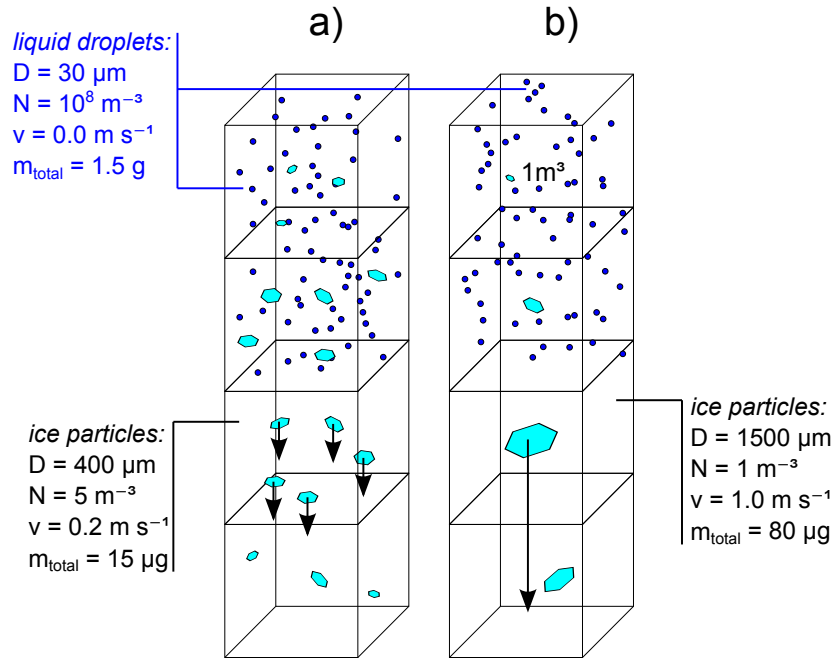 a)
b)
liquid droplets:
D = 30 µm
N = 10⁸ m⁻³
v = 0.0 m s⁻¹
m_total = 1.5 g
1m³
ice particles:
D = 400 µm
N = 5 m⁻³
v = 0.2 m s⁻¹
m_total = 15 µg
ice particles:
D = 1500 µm
N = 1 m⁻³
v = 1.0 m s⁻¹
m_total = 80 µg